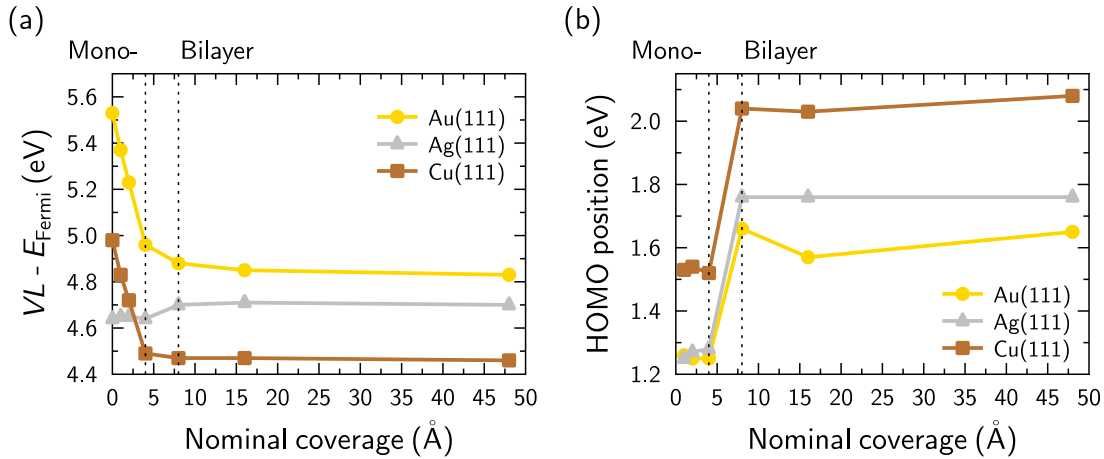 (a)
Mono- Bilayer
5.6
5.4
5.2
5.0
4.8
4.6
4.4
VL - E_Fermi (eV)
Au(111)
Ag(111)
Cu(111)
0 5 10 15 20 25 30 35 40 45 50
Nominal coverage (Å)
(b)
Mono- Bilayer
2.0
1.8
1.6
1.4
1.2
HOMO position (eV)
Au(111)
Ag(111)
Cu(111)
0 5 10 15 20 25 30 35 40 45 50
Nominal coverage (Å)